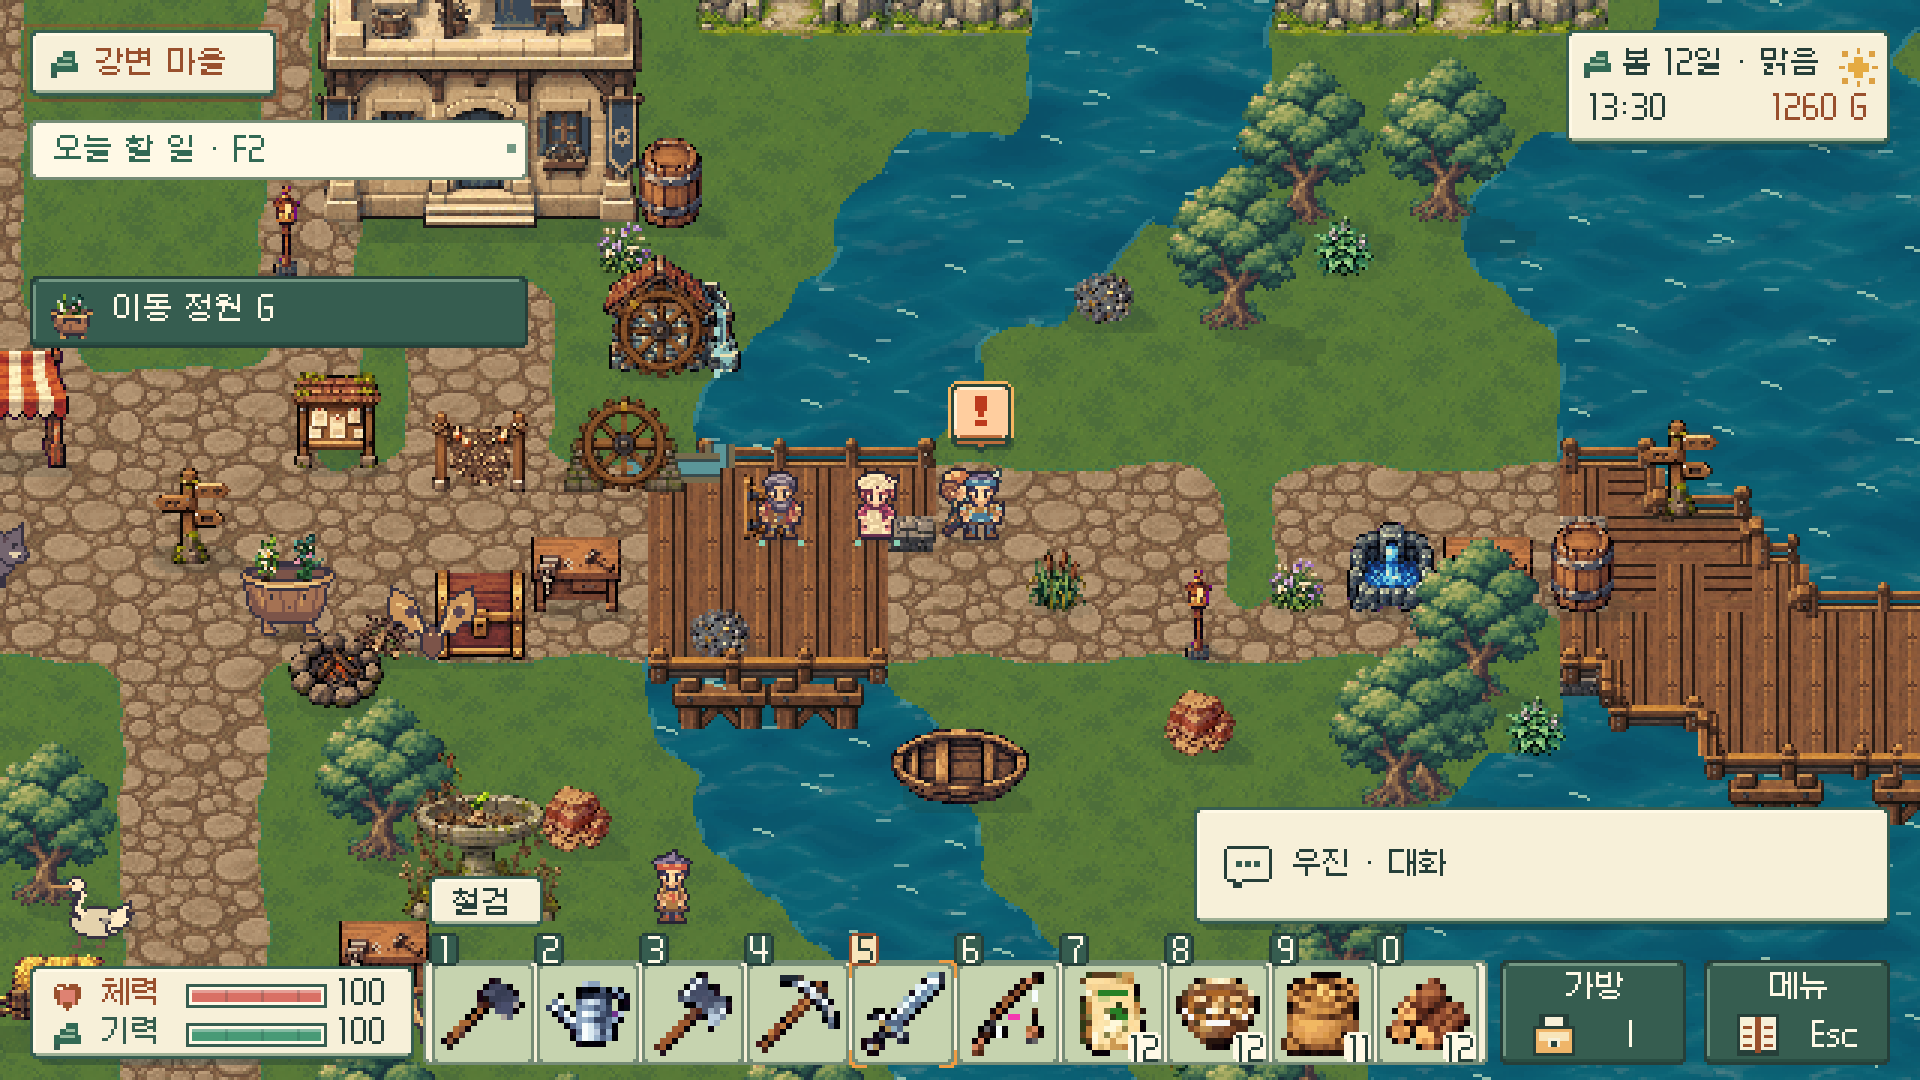 강변 마을
봄 12일 · 맑음
13:30 1260 G
오늘 할 일 · F2
이동 정원 G
!
우진 · 대화
철검
1 2 3 4 5 6 7 8 9 0
12 12 11 12
체력 100
기력 100
가방
I
메뉴
Esc